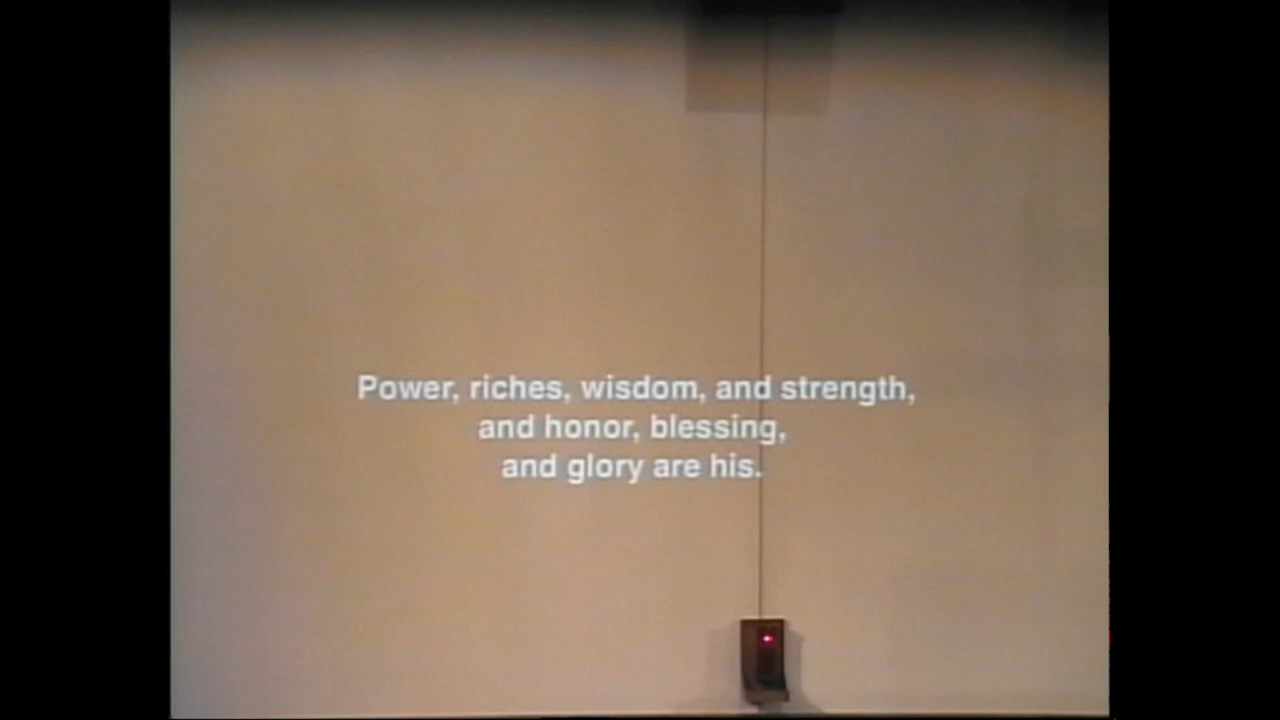 Power, riches, wisdom, and strength,
and honor, blessing,
and glory are his.